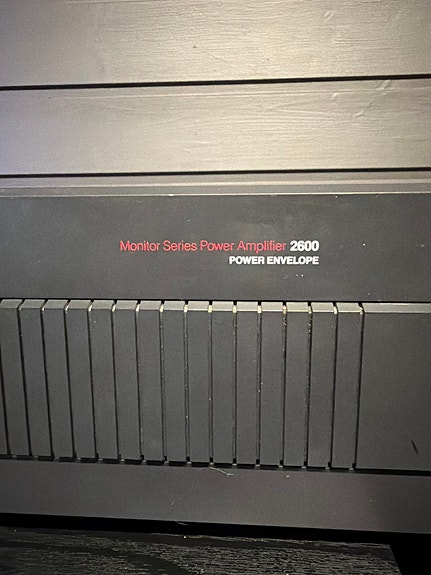 Monitor Series Power Amplifier 2600
POWER ENVELOPE